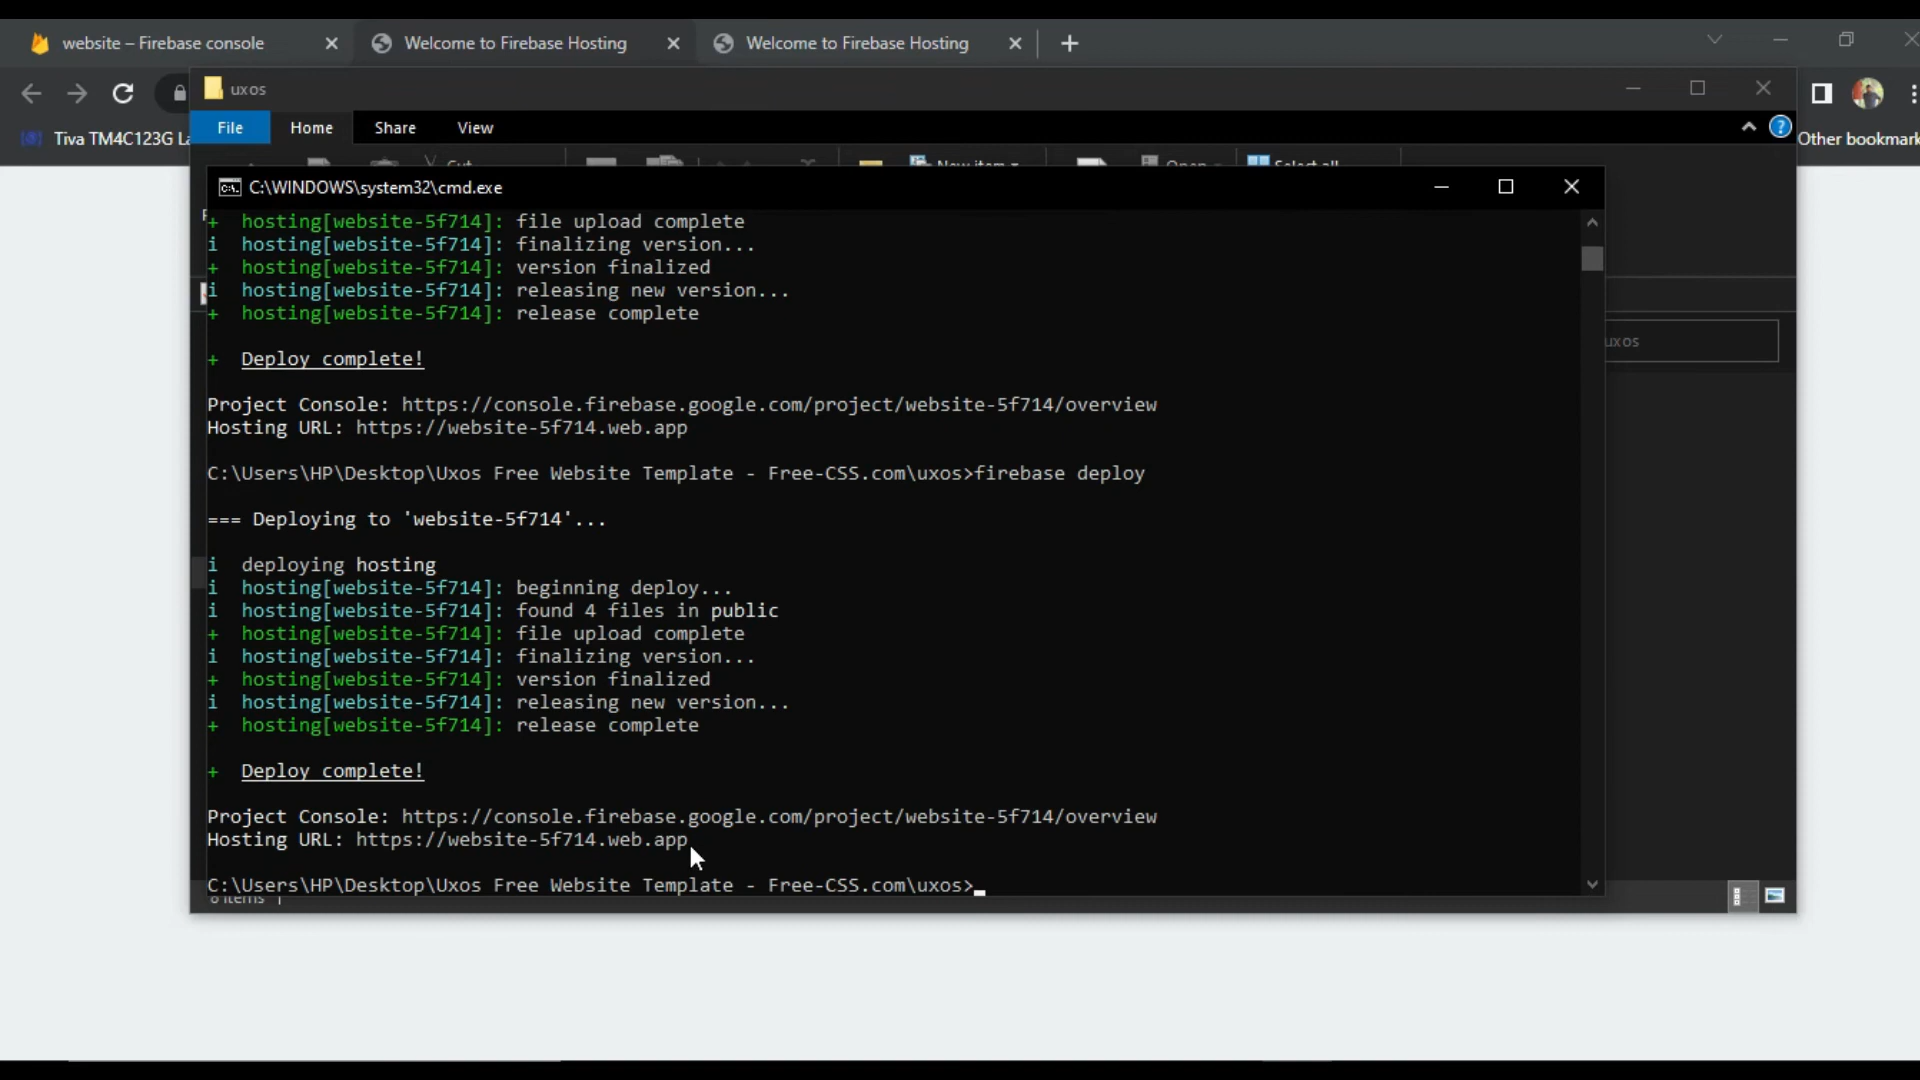 website – Firebase console
Welcome to Firebase Hosting
Welcome to Firebase Hosting
uxos
Tiva TM4C123G La
Other bookmark
File Home Share View
New item
Open
Select all
Cut
C:\WINDOWS\system32\cmd.exe
+ hosting[website-5f714]: file upload complete
i hosting[website-5f714]: finalizing version...
+ hosting[website-5f714]: version finalized
i hosting[website-5f714]: releasing new version...
+ hosting[website-5f714]: release complete
+ Deploy complete!
Project Console: https://console.firebase.google.com/project/website-5f714/overview
Hosting URL: https://website-5f714.web.app
C:\Users\HP\Desktop\Uxos Free Website Template - Free-CSS.com\uxos>firebase deploy
=== Deploying to 'website-5f714'...
i deploying hosting
i hosting[website-5f714]: beginning deploy...
i hosting[website-5f714]: found 4 files in public
+ hosting[website-5f714]: file upload complete
i hosting[website-5f714]: finalizing version...
+ hosting[website-5f714]: version finalized
i hosting[website-5f714]: releasing new version...
+ hosting[website-5f714]: release complete
+ Deploy complete!
Project Console: https://console.firebase.google.com/project/website-5f714/overview
Hosting URL: https://website-5f714.web.app
C:\Users\HP\Desktop\Uxos Free Website Template - Free-CSS.com\uxos>
uxos
items